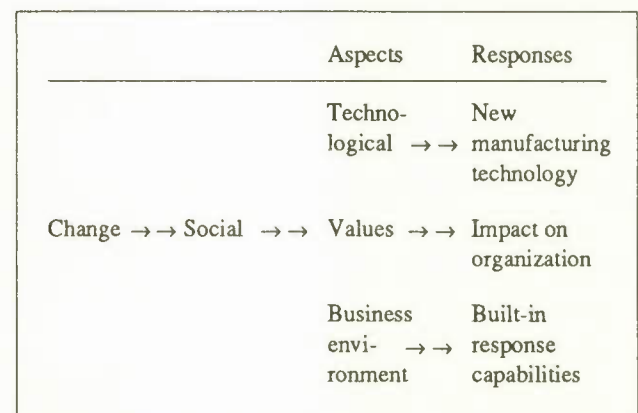 Aspects Responses
Techno- New
logical →→ manufacturing
technology
Change →→ Social →→ Values →→ Impact on
organization
Business Built-in
envi- →→ response
ronment capabilities